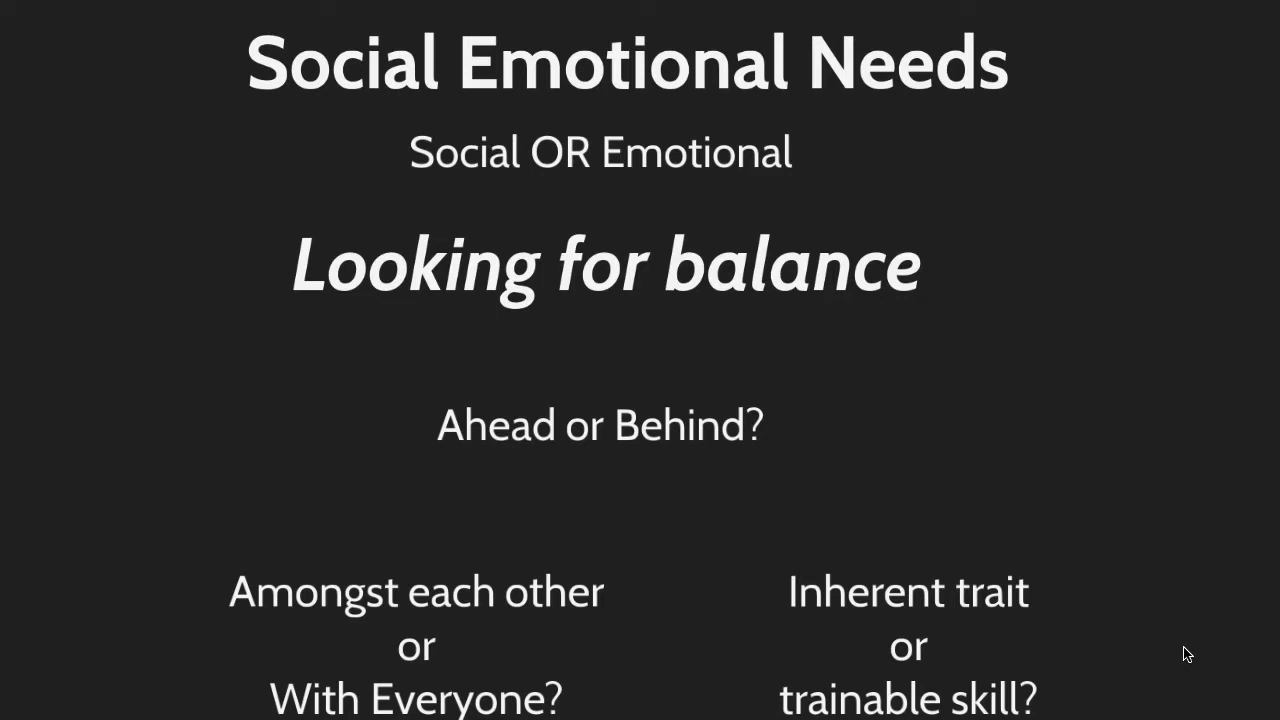 Social Emotional Needs
Social OR Emotional
Looking for balance
Ahead or Behind?
Amongst each other
or
With Everyone?
Inherent trait
or
trainable skill?